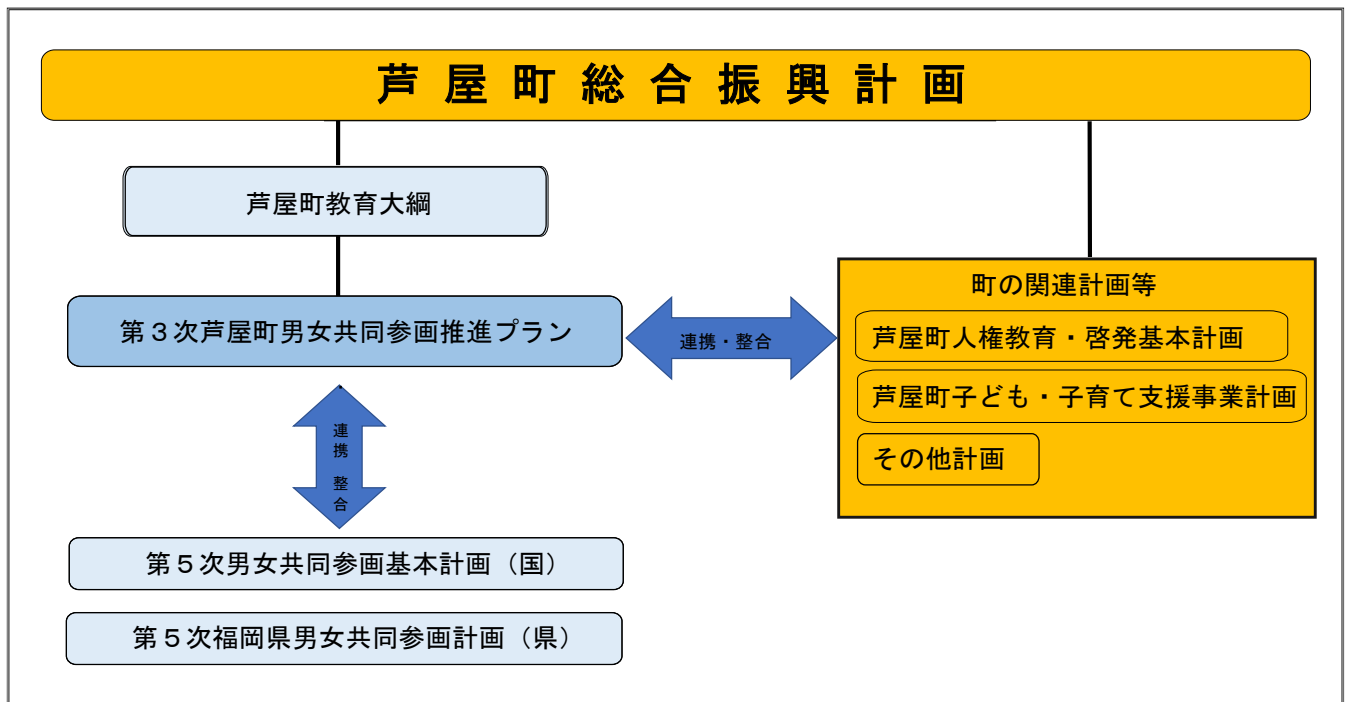 芦屋町総合振興計画
芦屋町教育大綱
第３次芦屋町男女共同参画推進プラン
連携・整合
町の関連計画等
芦屋町人権教育・啓発基本計画
芦屋町子ども・子育て支援事業計画
その他計画
連携 整合
第５次男女共同参画基本計画（国）
第５次福岡県男女共同参画計画（県）